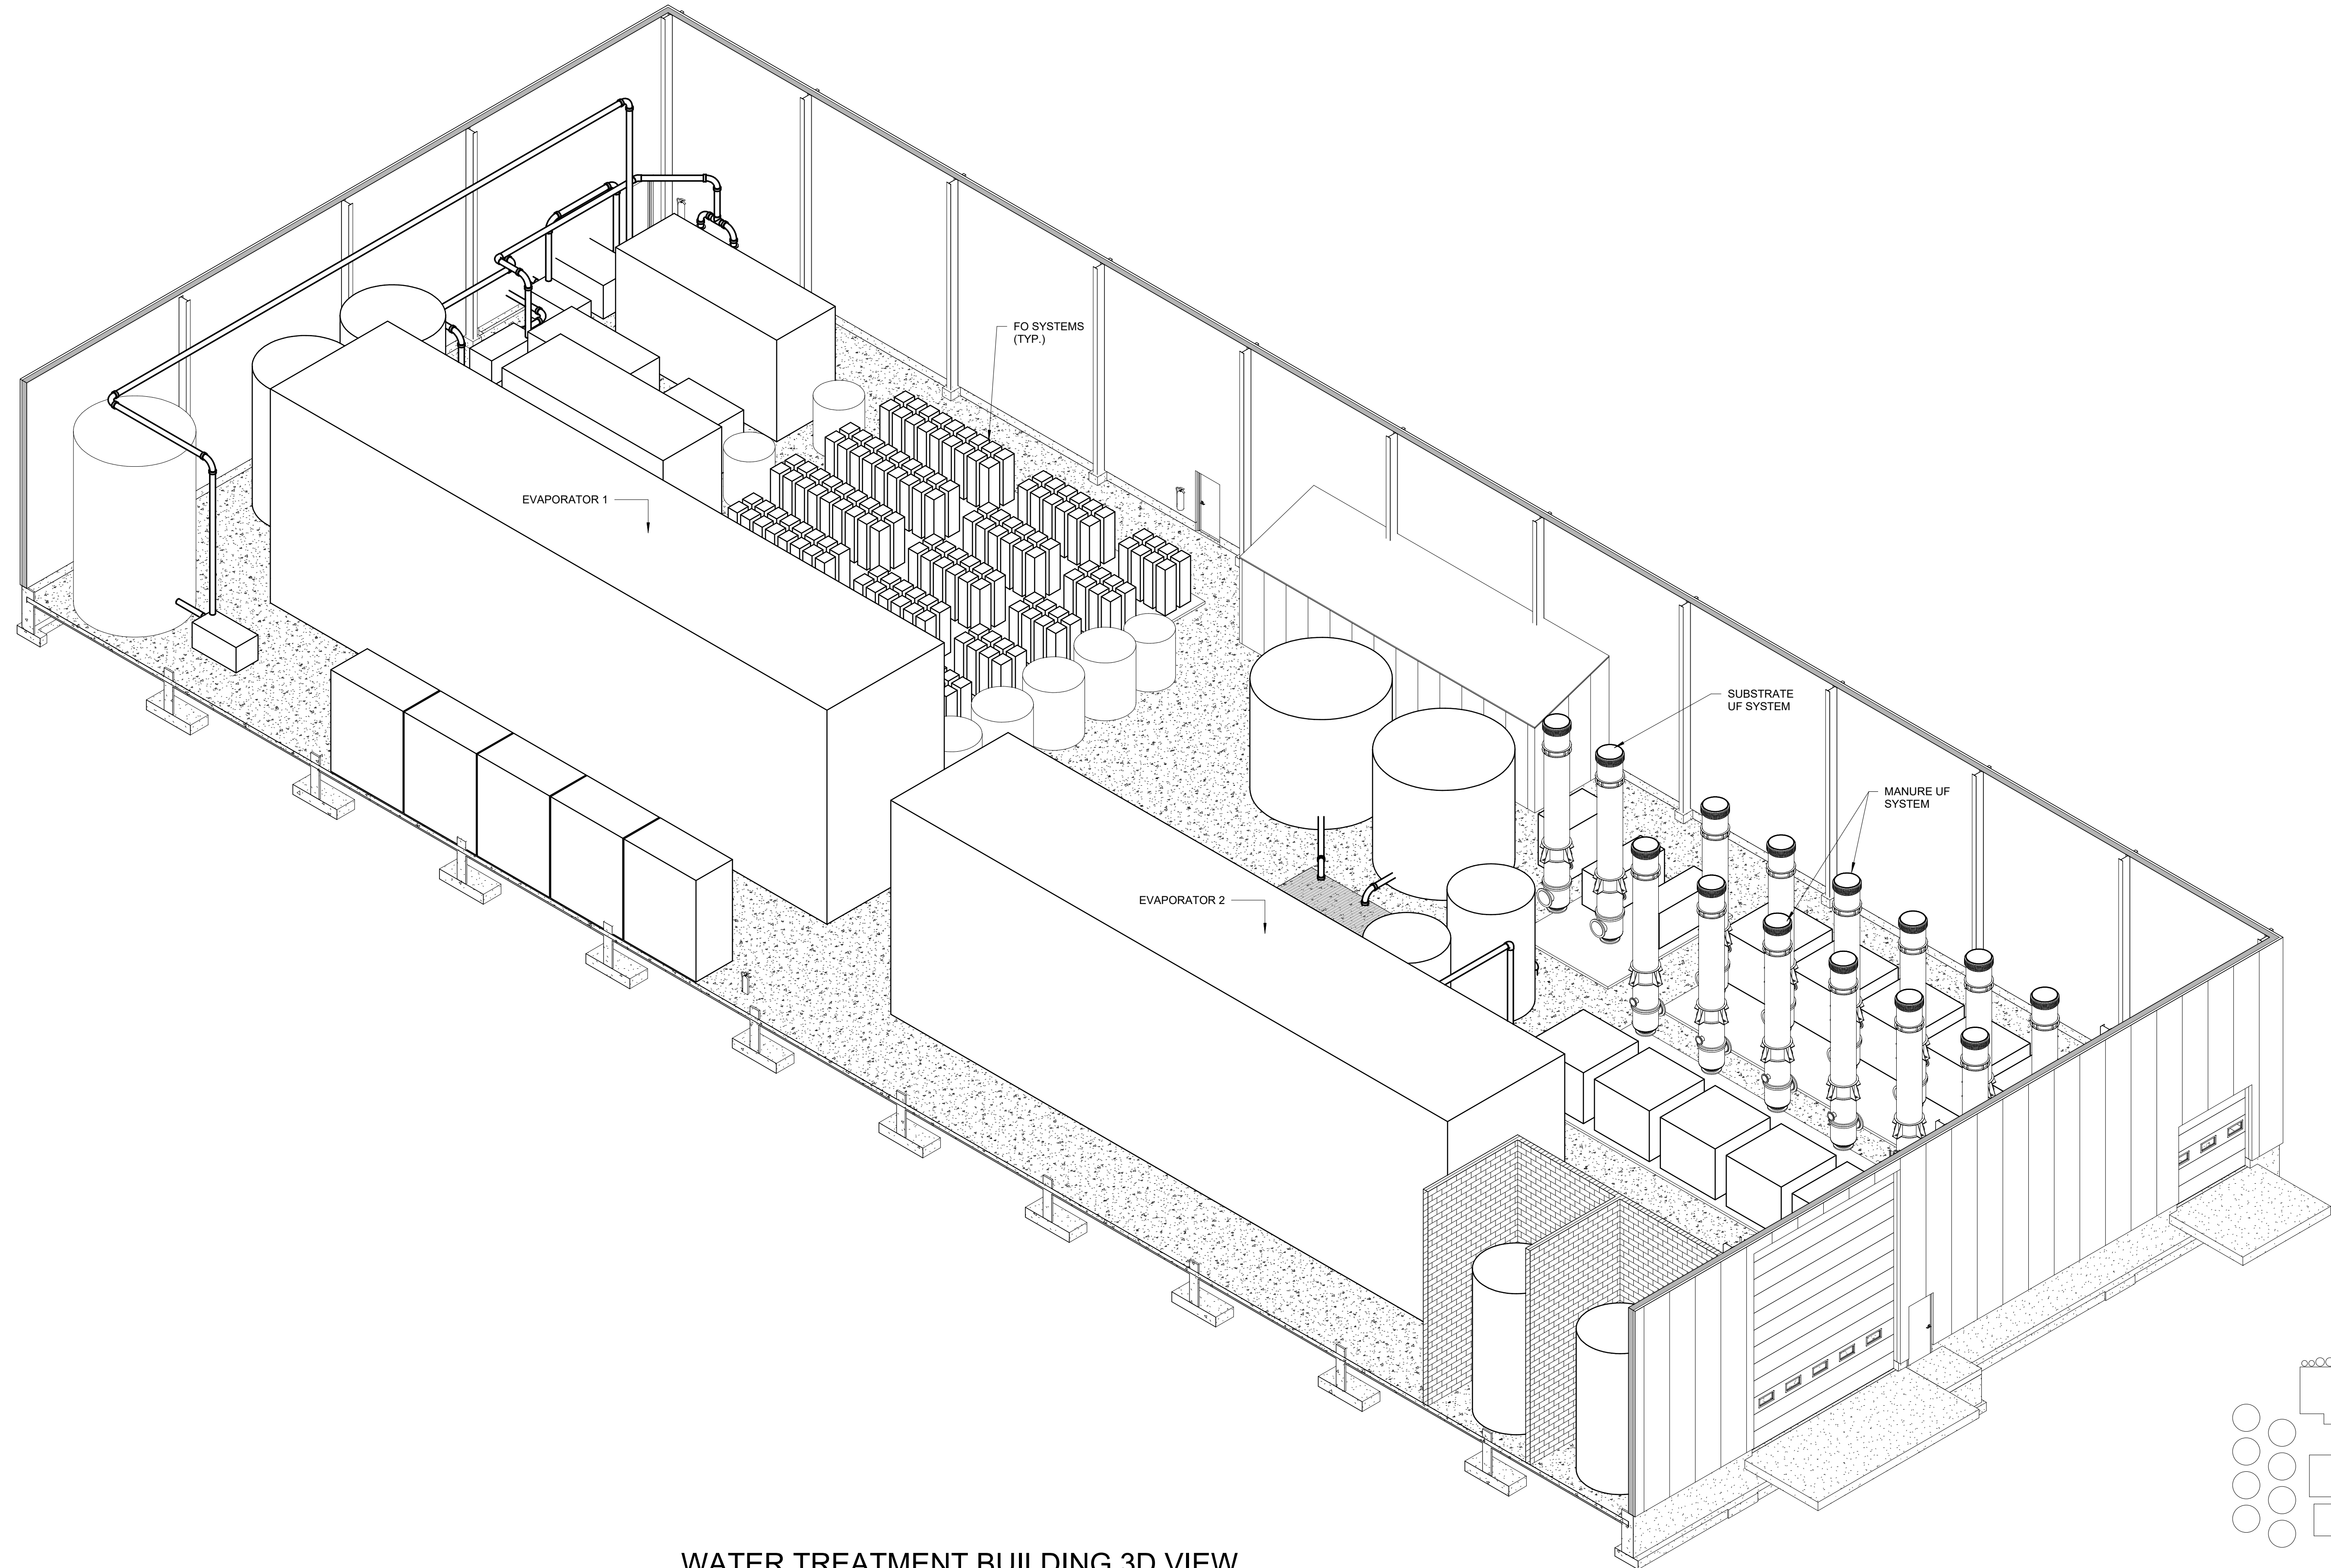 FO SYSTEMS
(TYP.)
EVAPORATOR 1
SUBSTRATE
UF SYSTEM
MANURE UF
SYSTEM
EVAPORATOR 2
WATER TREATMENT BUILDING 3D VIEW